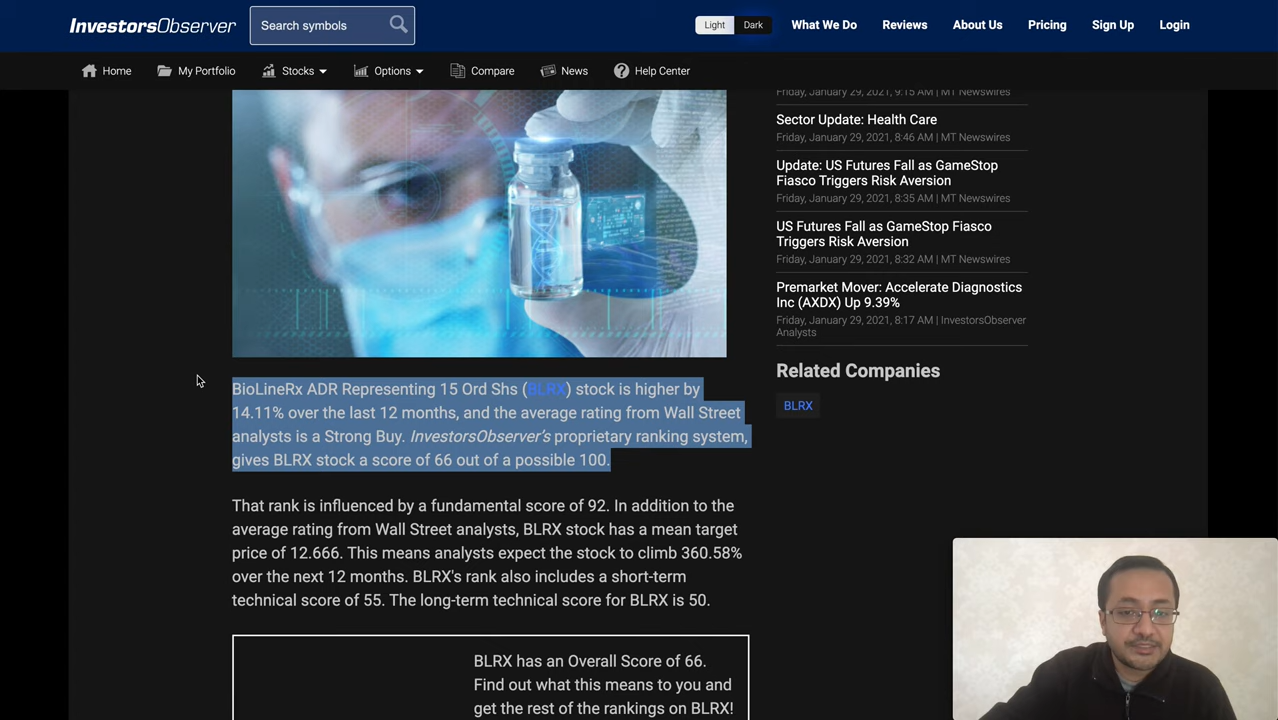 InvestorsObserver
Search symbols
Light
Dark
What We Do
Reviews
About Us
Pricing
Sign Up
Login
Home
My Portfolio
Stocks
Options
Compare
News
Help Center
Friday, January 29, 2021, 9:15 AM | MT Newswires
Sector Update: Health Care
Friday, January 29, 2021, 8:46 AM | MT Newswires
Update: US Futures Fall as GameStop
Fiasco Triggers Risk Aversion
Friday, January 29, 2021, 8:35 AM | MT Newswires
US Futures Fall as GameStop Fiasco
Triggers Risk Aversion
Friday, January 29, 2021, 8:32 AM | MT Newswires
Premarket Mover: Accelerate Diagnostics
Inc (AXDX) Up 9.39%
Friday, January 29, 2021, 8:17 AM | InvestorsObserver
Analysts
Related Companies
BLRX
BioLineRx ADR Representing 15 Ord Shs (BLRX) stock is higher by
14.11% over the last 12 months, and the average rating from Wall Street
analysts is a Strong Buy. InvestorsObserver's proprietary ranking system,
gives BLRX stock a score of 66 out of a possible 100.
That rank is influenced by a fundamental score of 92. In addition to the
average rating from Wall Street analysts, BLRX stock has a mean target
price of 12.666. This means analysts expect the stock to climb 360.58%
over the next 12 months. BLRX's rank also includes a short-term
technical score of 55. The long-term technical score for BLRX is 50.
BLRX has an Overall Score of 66.
Find out what this means to you and
get the rest of the rankings on BLRX!